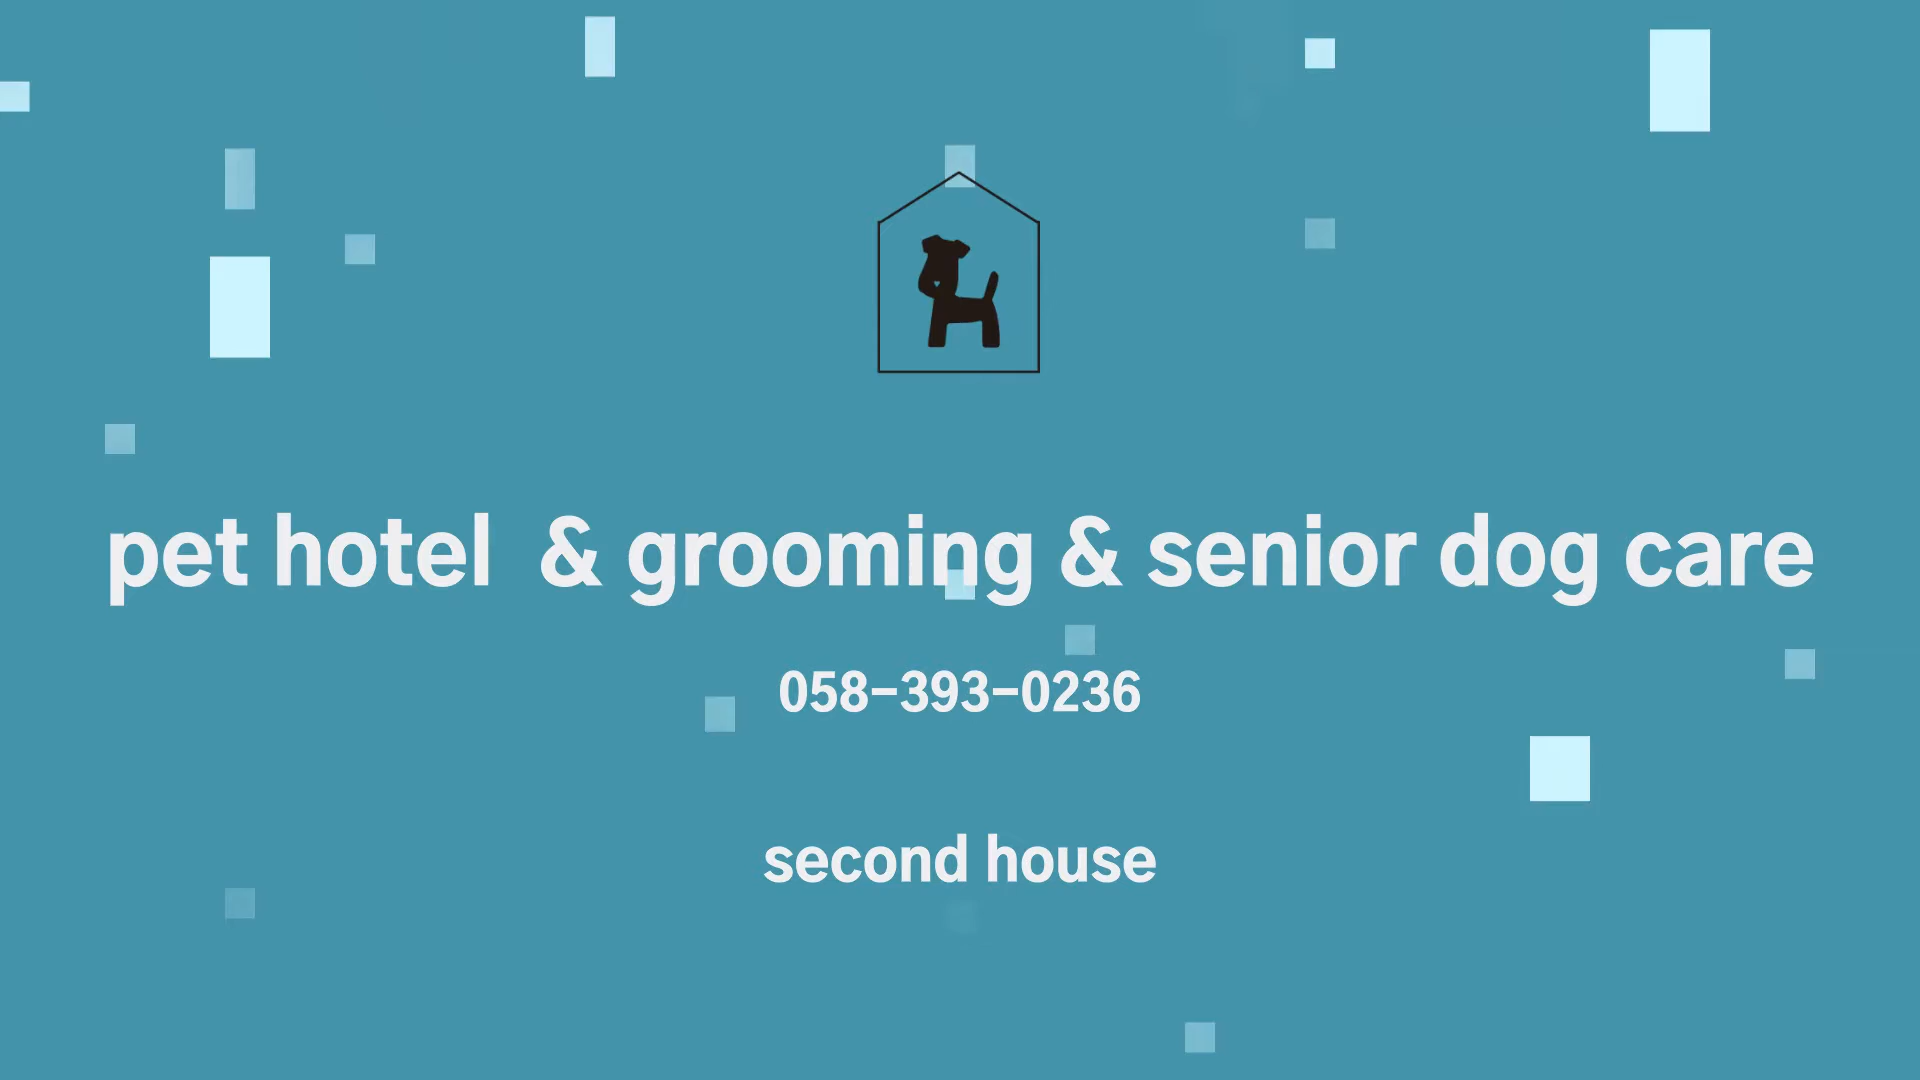 pet hotel & grooming & senior dog care
058-393-0236
second house